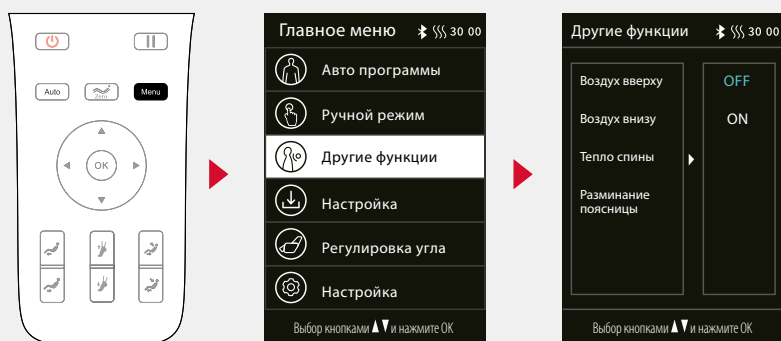 Auto
Zero
Menu
OK
Главное меню 30 00
Авто программы
Ручной режим
Другие функции
Настройка
Регулировка угла
Настройка
Выбор кнопками ▲▼ и нажмите OK
Другие функции 30 00
Воздух вверху OFF
Воздух внизу ON
Тепло спины
Разминание
поясницы
Выбор кнопками ▲▼ и нажмите OK